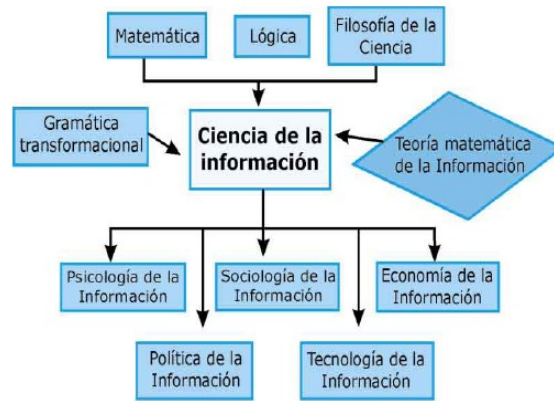 Matemática
Lógica
Filosofía de la
Ciencia
Gramática
transformacional
Ciencia de la
información
Teoría matemática
de la Información
Psicología de la
Información
Sociología de la
Información
Economía de la
Información
Política de la
Información
Tecnología de la
Información